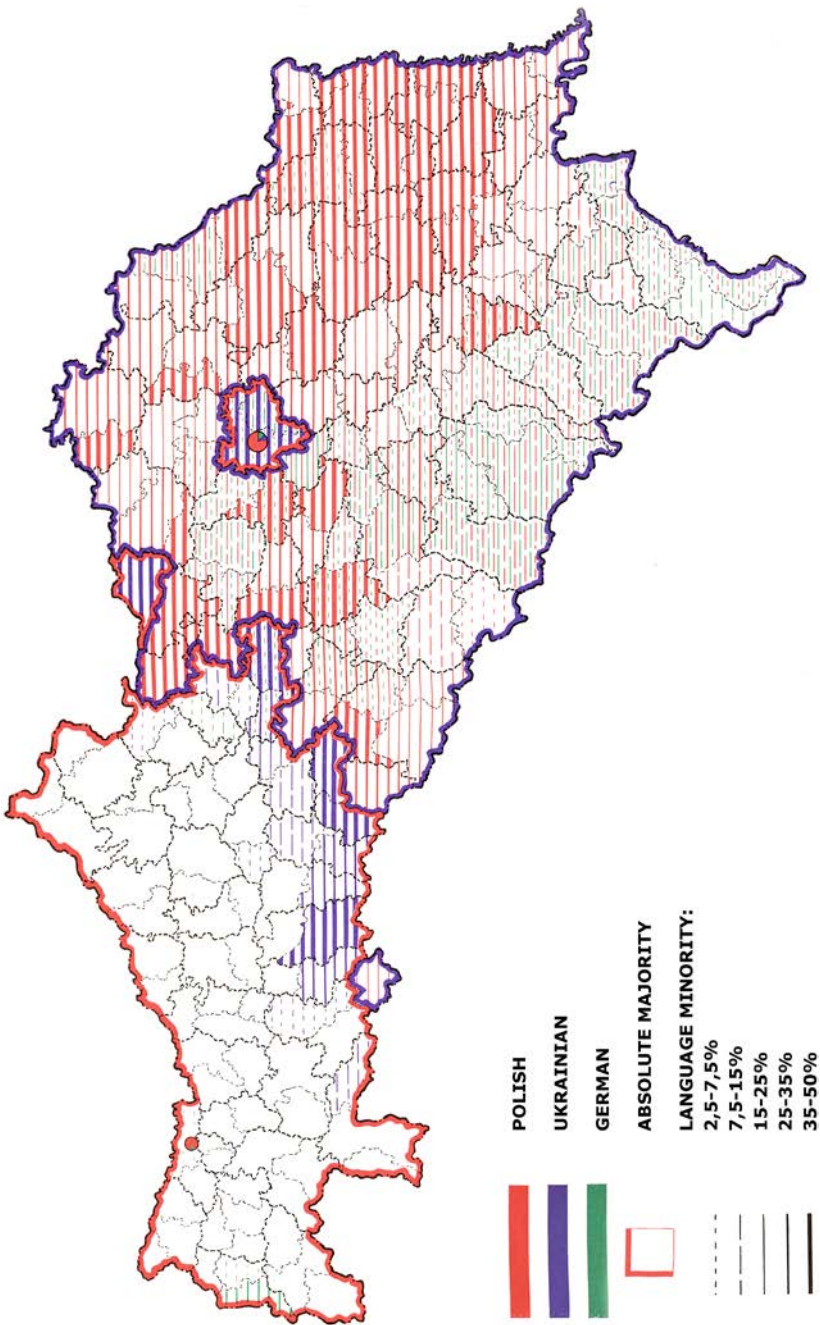 POLISH
UKRAINIAN
GERMAN
ABSOLUTE MAJORITY
LANGUAGE MINORITY:
2,5-7,5%
7,5-15%
15-25%
25-35%
35-50%